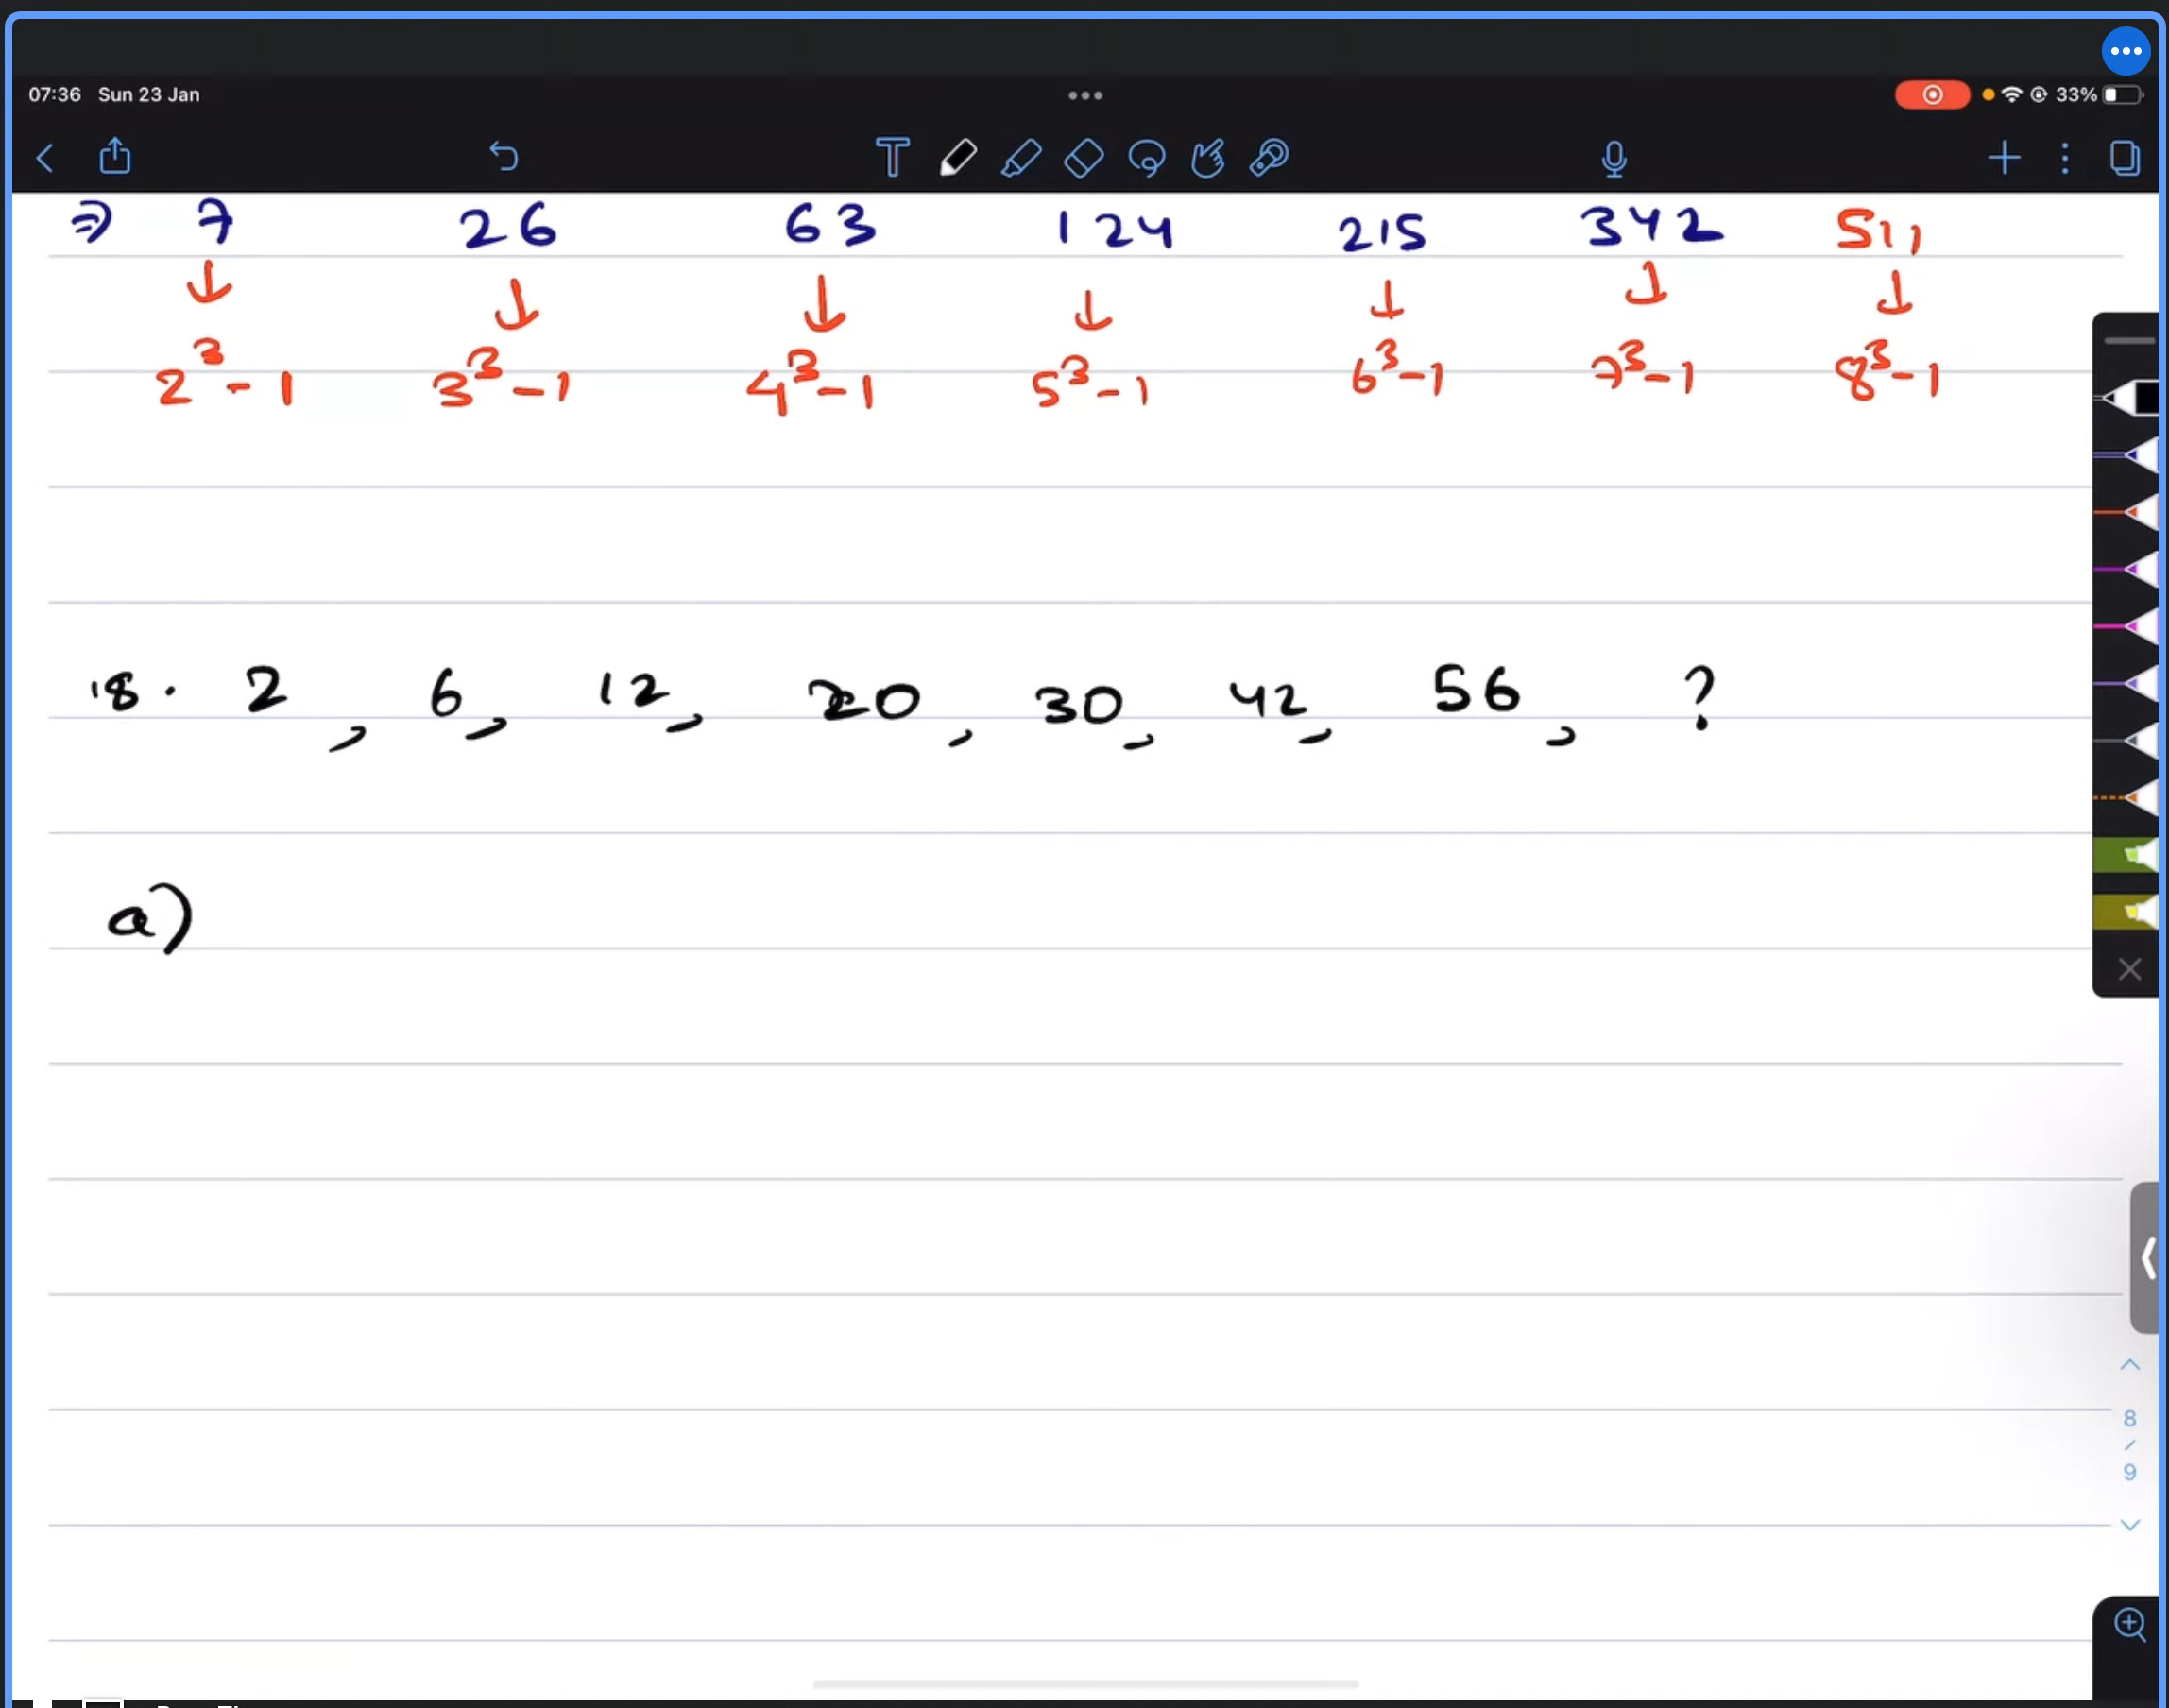 07:36 Sun 23 Jan 33%
⇒ 7 26 63 124 215 342 511
↓ ↓ ↓ ↓ ↓ ↓ ↓
2³-1 3³-1 4³-1 5³-1 6³-1 7³-1 8³-1
18. 2, 6, 12, 20, 30, 42, 56, ?
a)
8
/
9